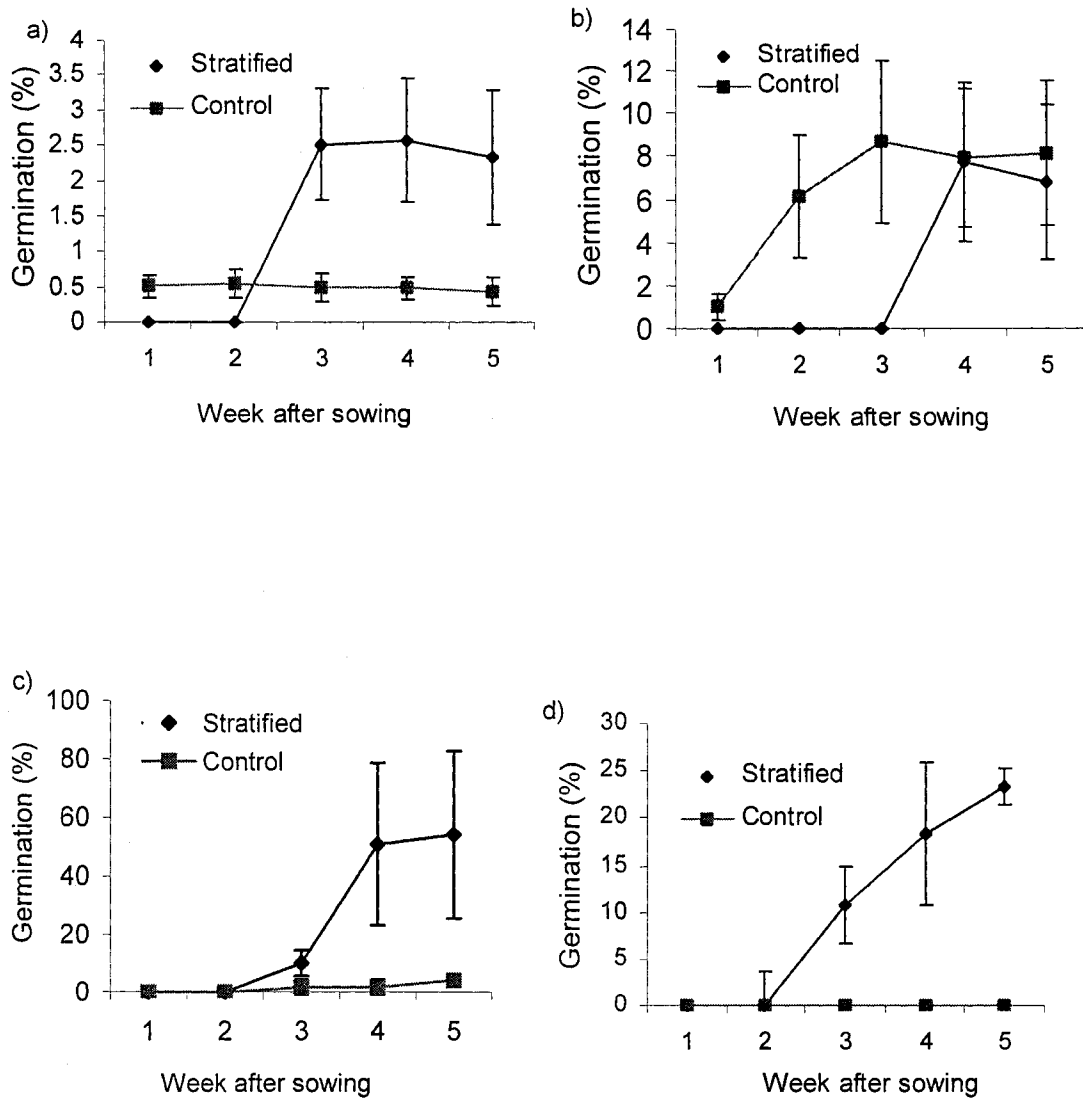 a)
Germination (%)
4
3.5
3
2.5
2
1.5
1
0.5
0
Stratified
Control
1 2 3 4 5
Week after sowing
b)
Germination (%)
14
12
10
8
6
4
2
0
Stratified
Control
1 2 3 4 5
Week after sowing
c)
Germination (%)
100
80
60
40
20
0
Stratified
Control
1 2 3 4 5
Week after sowing
d)
Germination (%)
30
25
20
15
10
5
0
Stratified
Control
1 2 3 4 5
Week after sowing